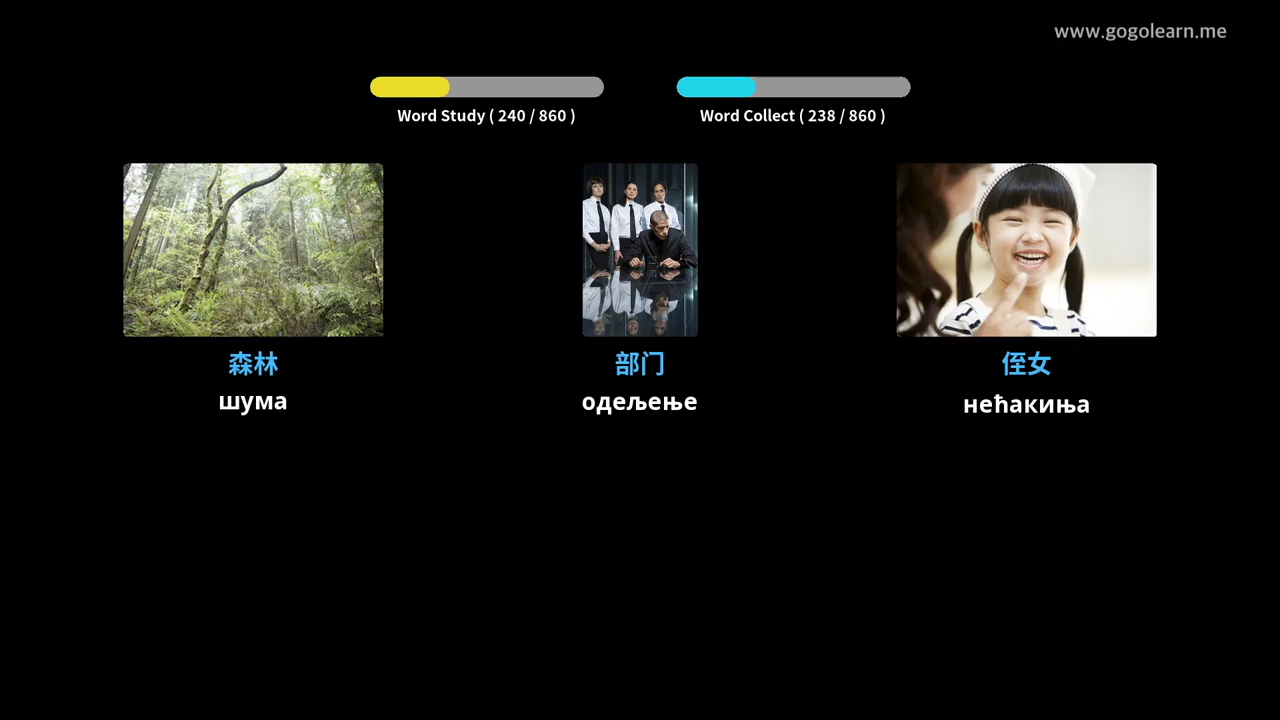 www.gogolearn.me
Word Study ( 240 / 860 )
Word Collect ( 238 / 860 )
森林
部门
侄女
шума
одељење
нећакиња